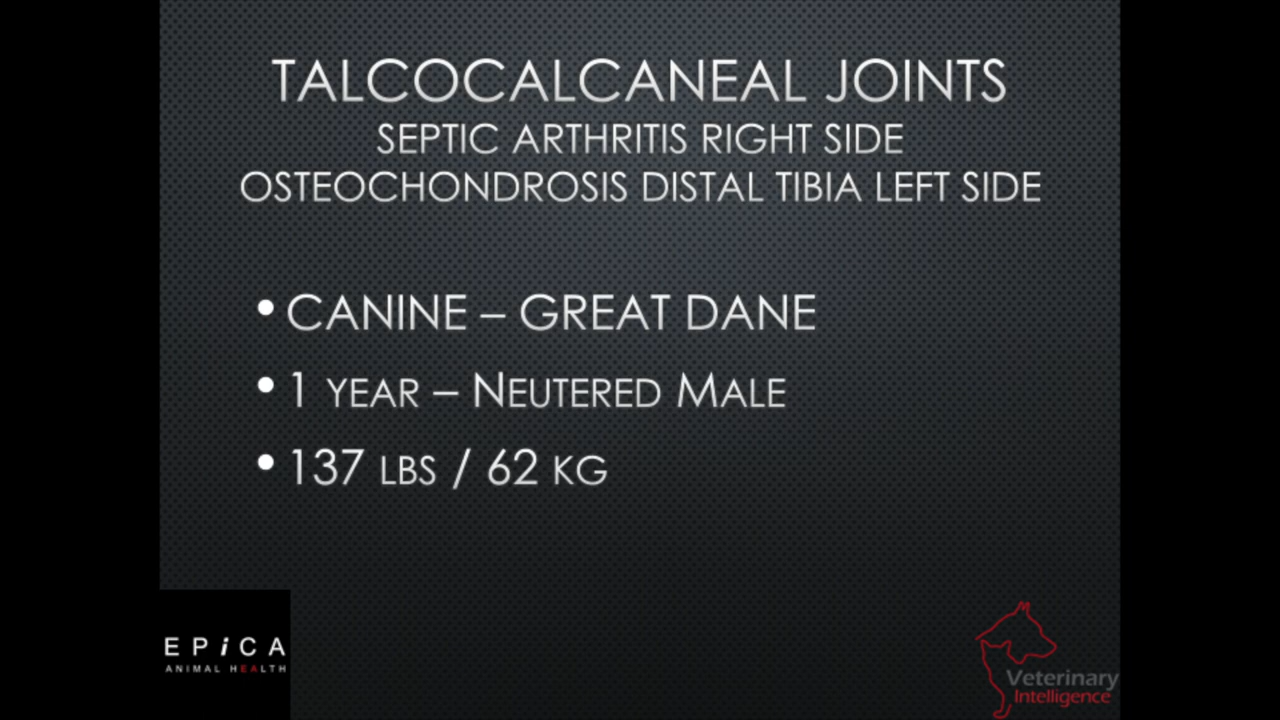 TALCOCALCANEAL JOINTS
SEPTIC ARTHRITIS RIGHT SIDE
OSTEOCHONDROSIS DISTAL TIBIA LEFT SIDE
• CANINE – GREAT DANE
• 1 YEAR – NEUTERED MALE
• 137 LBS / 62 KG
EPiCA
ANIMAL HEALTH
Veterinary
Intelligence